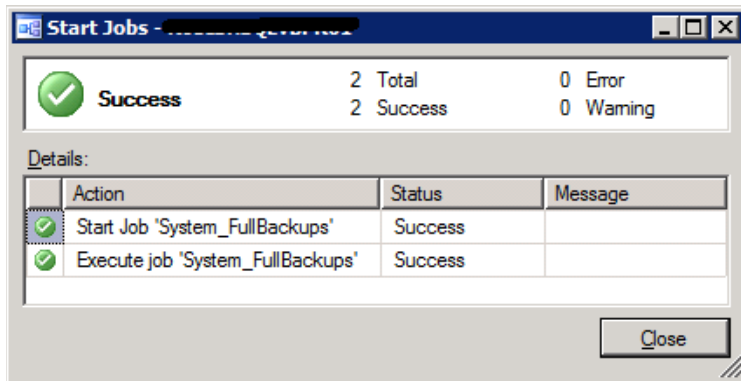 Start Jobs -
Success
2 Total
0 Error
2 Success
0 Warning
Details:
Action Status Message
Start Job 'System_FullBackups' Success
Execute job 'System_FullBackups' Success
Close